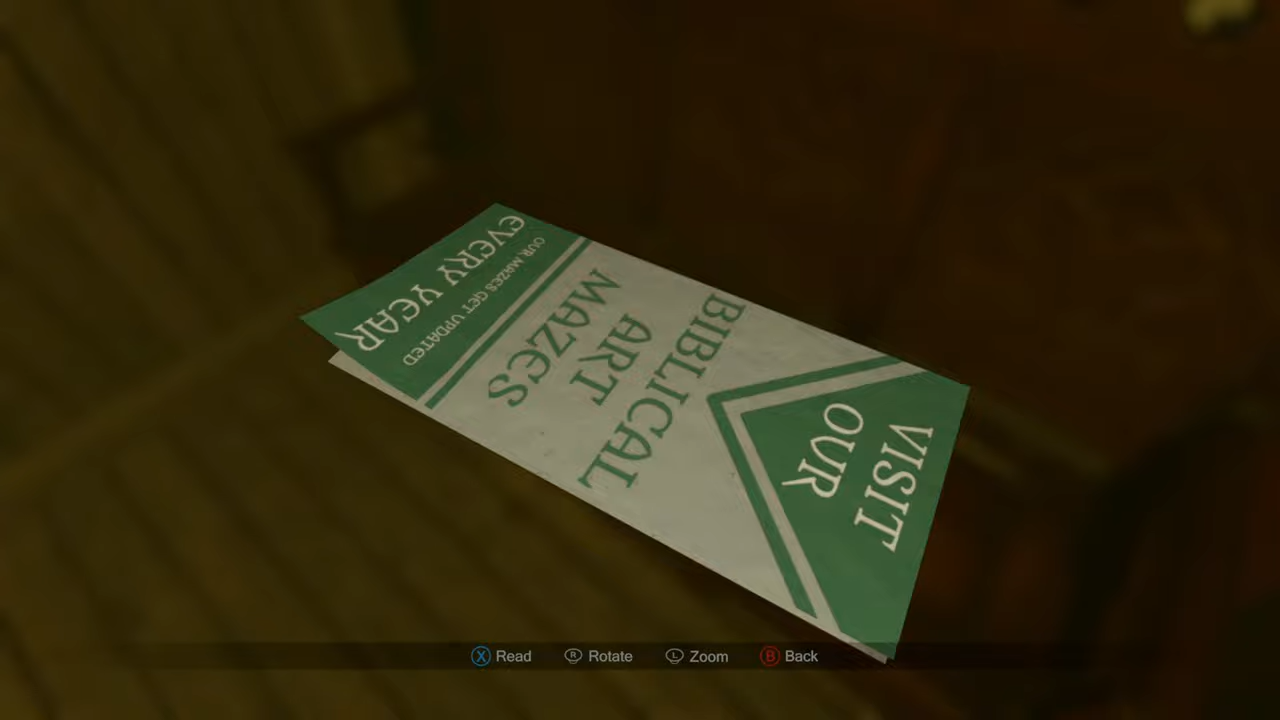 VISIT
OUR
BIBLICAL
ART
MAZES
OUR MAZES GET UPDATED
EVERY YEAR
X Read R Rotate L Zoom B Back